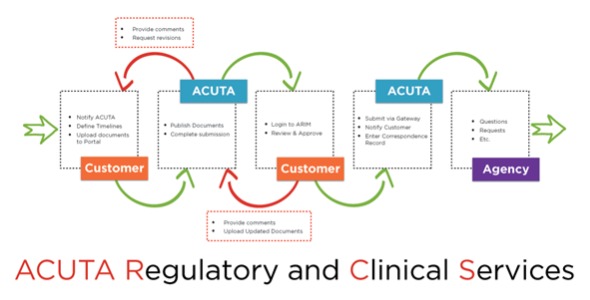 Provide comments
Request revisions
ACUTA
ACUTA
Notify ACUTA
Define Timelines
Upload documents
to Portal
Customer
Publish Documents
Complete submission
Login to ARIM
Review & Approve
Customer
Submit via Gateway
Notify Customer
Enter Correspondence
Record
Questions
Requests
Etc.
Agency
Provide comments
Upload Updated Documents
ACUTA Regulatory and Clinical Services